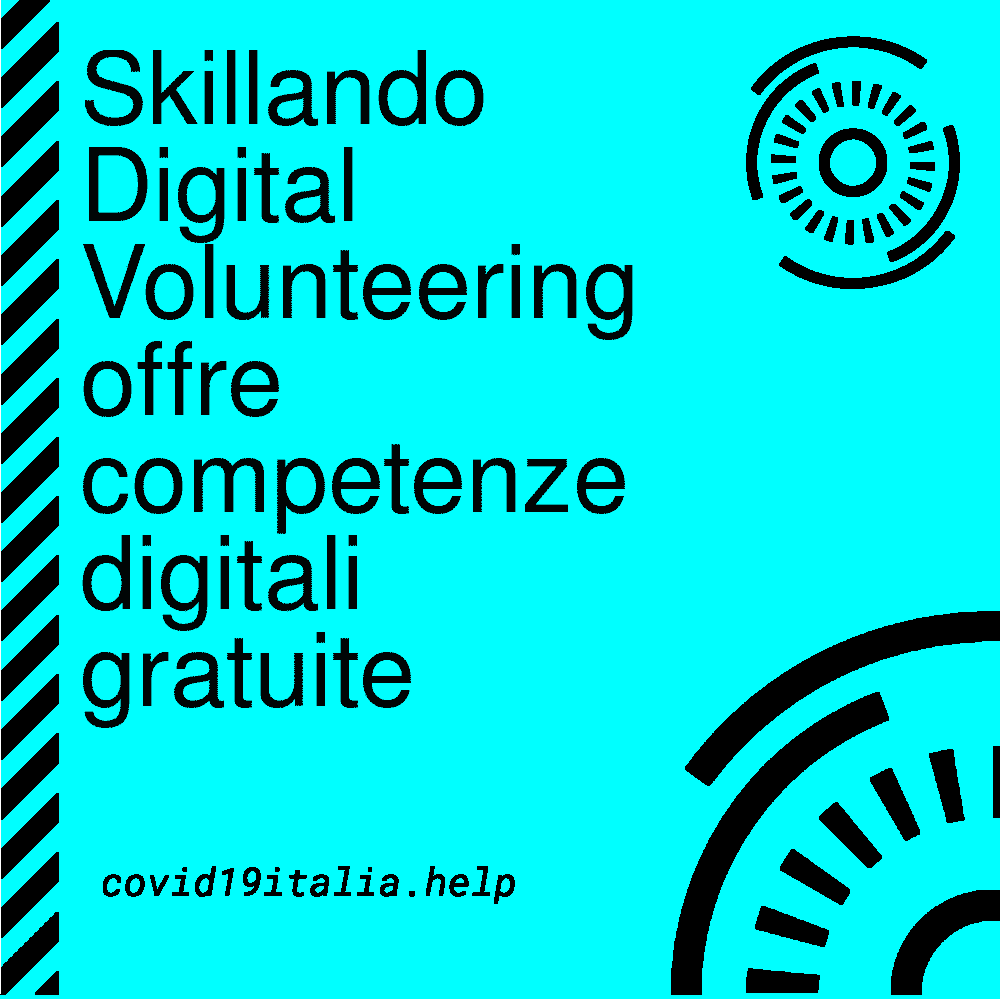 Skillando
Digital
Volunteering
offre
competenze
digitali
gratuite
covid19italia.help